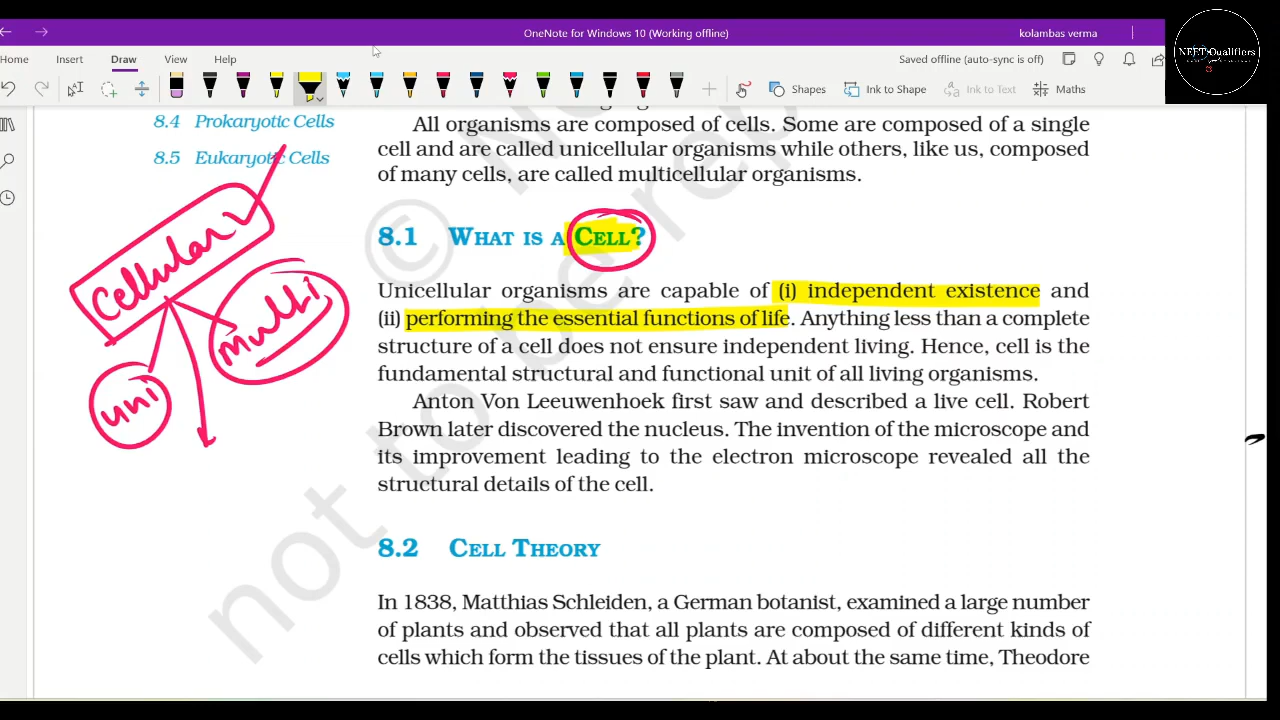 OneNote for Windows 10 (Working offline)
kolambas verma
Home Insert Draw View Help
Saved offline (auto-sync is off)
NEET Qualifiers
Shapes Ink to Shape Ink to Text Maths
8.4 Prokaryotic Cells
8.5 Eukaryotic Cells
All organisms are composed of cells. Some are composed of a single
cell and are called unicellular organisms while others, like us, composed
of many cells, are called multicellular organisms.
8.1 WHAT IS A CELL?
Cellular
Multi
uni
Unicellular organisms are capable of (i) independent existence and
(ii) performing the essential functions of life. Anything less than a complete
structure of a cell does not ensure independent living. Hence, cell is the
fundamental structural and functional unit of all living organisms.
Anton Von Leeuwenhoek first saw and described a live cell. Robert
Brown later discovered the nucleus. The invention of the microscope and
its improvement leading to the electron microscope revealed all the
structural details of the cell.
8.2 CELL THEORY
In 1838, Matthias Schleiden, a German botanist, examined a large number
of plants and observed that all plants are composed of different kinds of
cells which form the tissues of the plant. At about the same time, Theodore
©
not to be rep